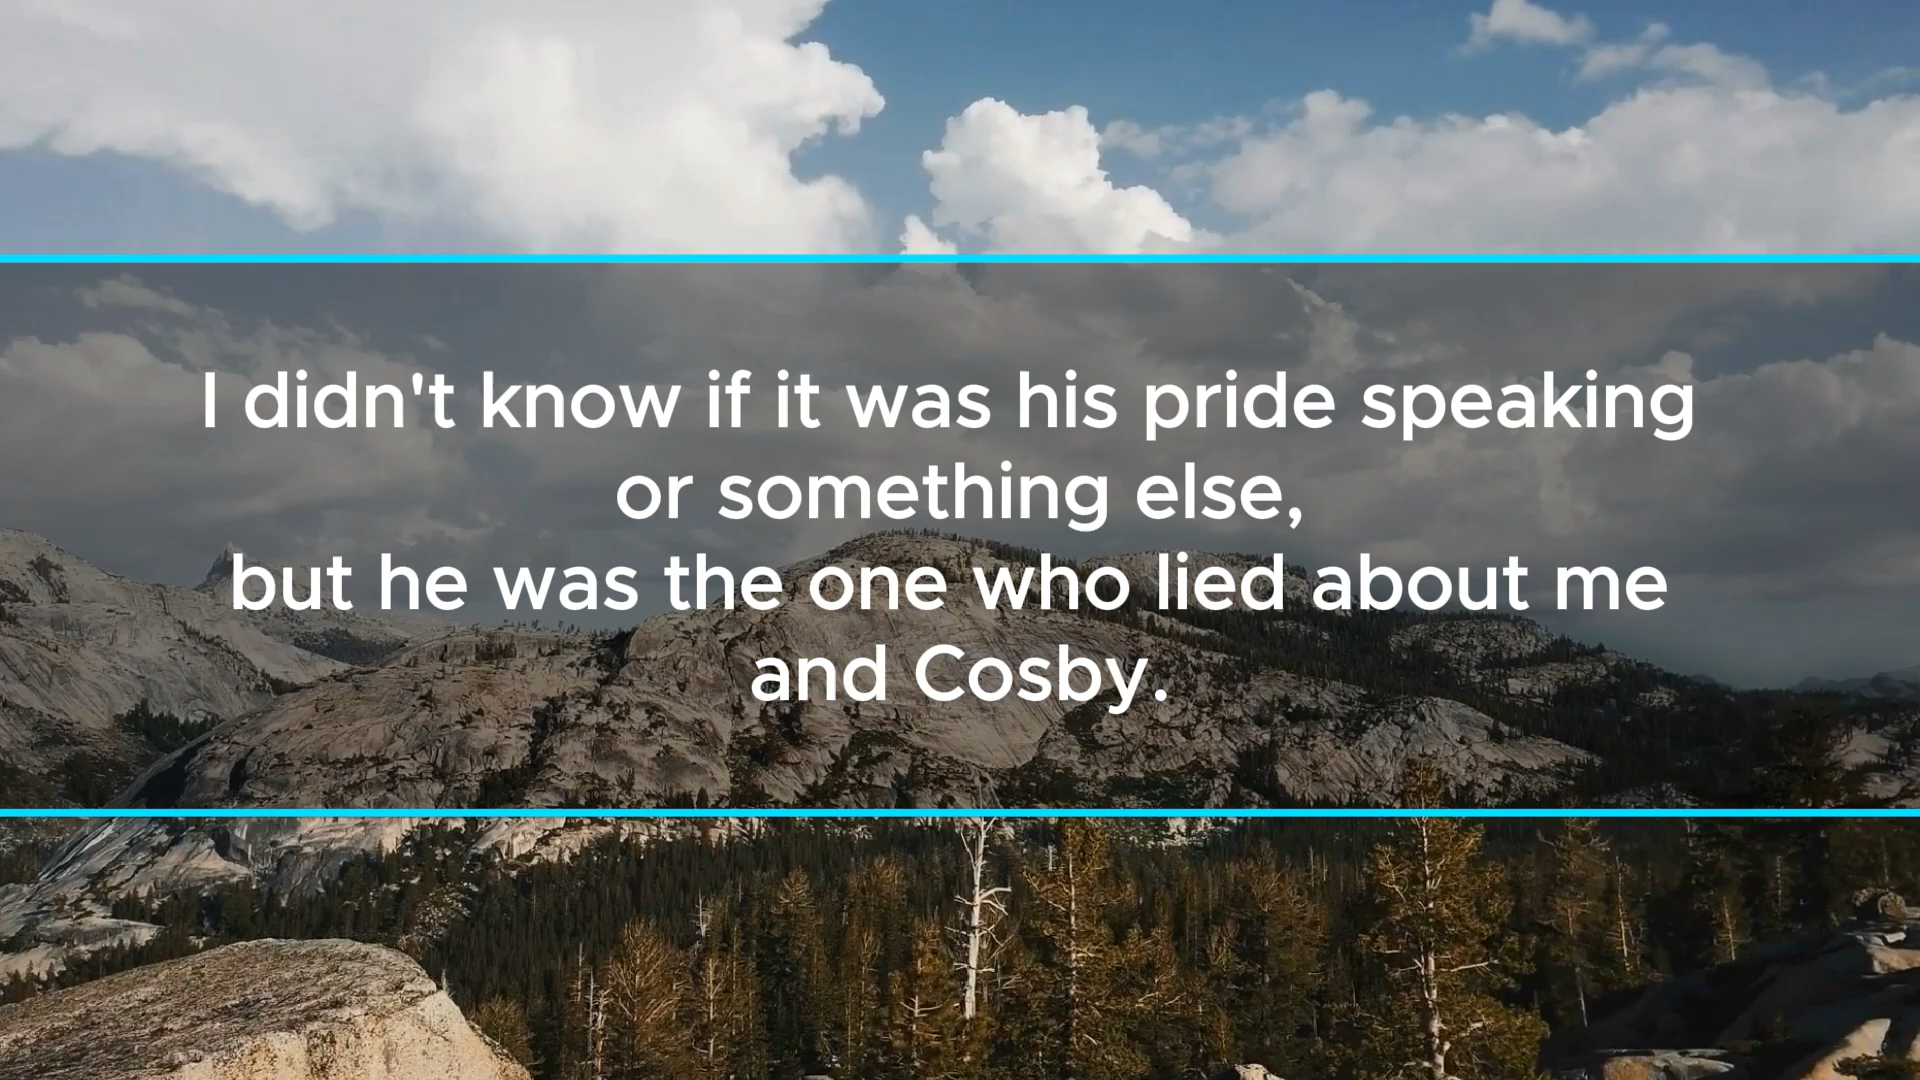 I didn't know if it was his pride speaking
or something else,
but he was the one who lied about me
and Cosby.